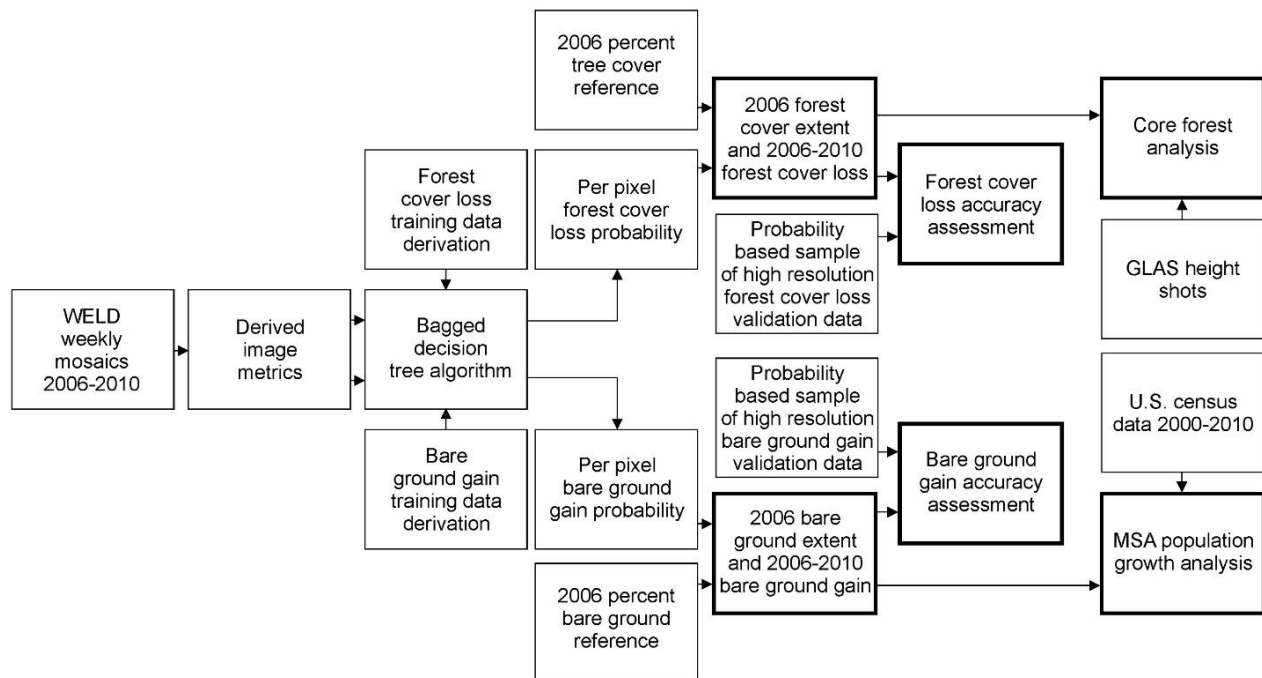 2006 percent
tree cover
reference
2006 forest
cover extent
and 2006-2010
forest cover loss
Core forest
analysis
Forest
cover loss
training data
derivation
Per pixel
forest cover
loss probability
Forest cover
loss accuracy
assessment
Probability
based sample
of high resolution
forest cover loss
validation data
GLAS height
shots
WELD
weekly
mosaics
2006-2010
Derived
image
metrics
Bagged
decision
tree algorithm
Probability
based sample
of high resolution
bare ground gain
validation data
U.S. census
data 2000-2010
Bare
ground gain
training data
derivation
Per pixel
bare ground
gain probability
Bare ground
gain accuracy
assessment
2006 bare
ground extent
and 2006-2010
bare ground gain
MSA population
growth analysis
2006 percent
bare ground
reference